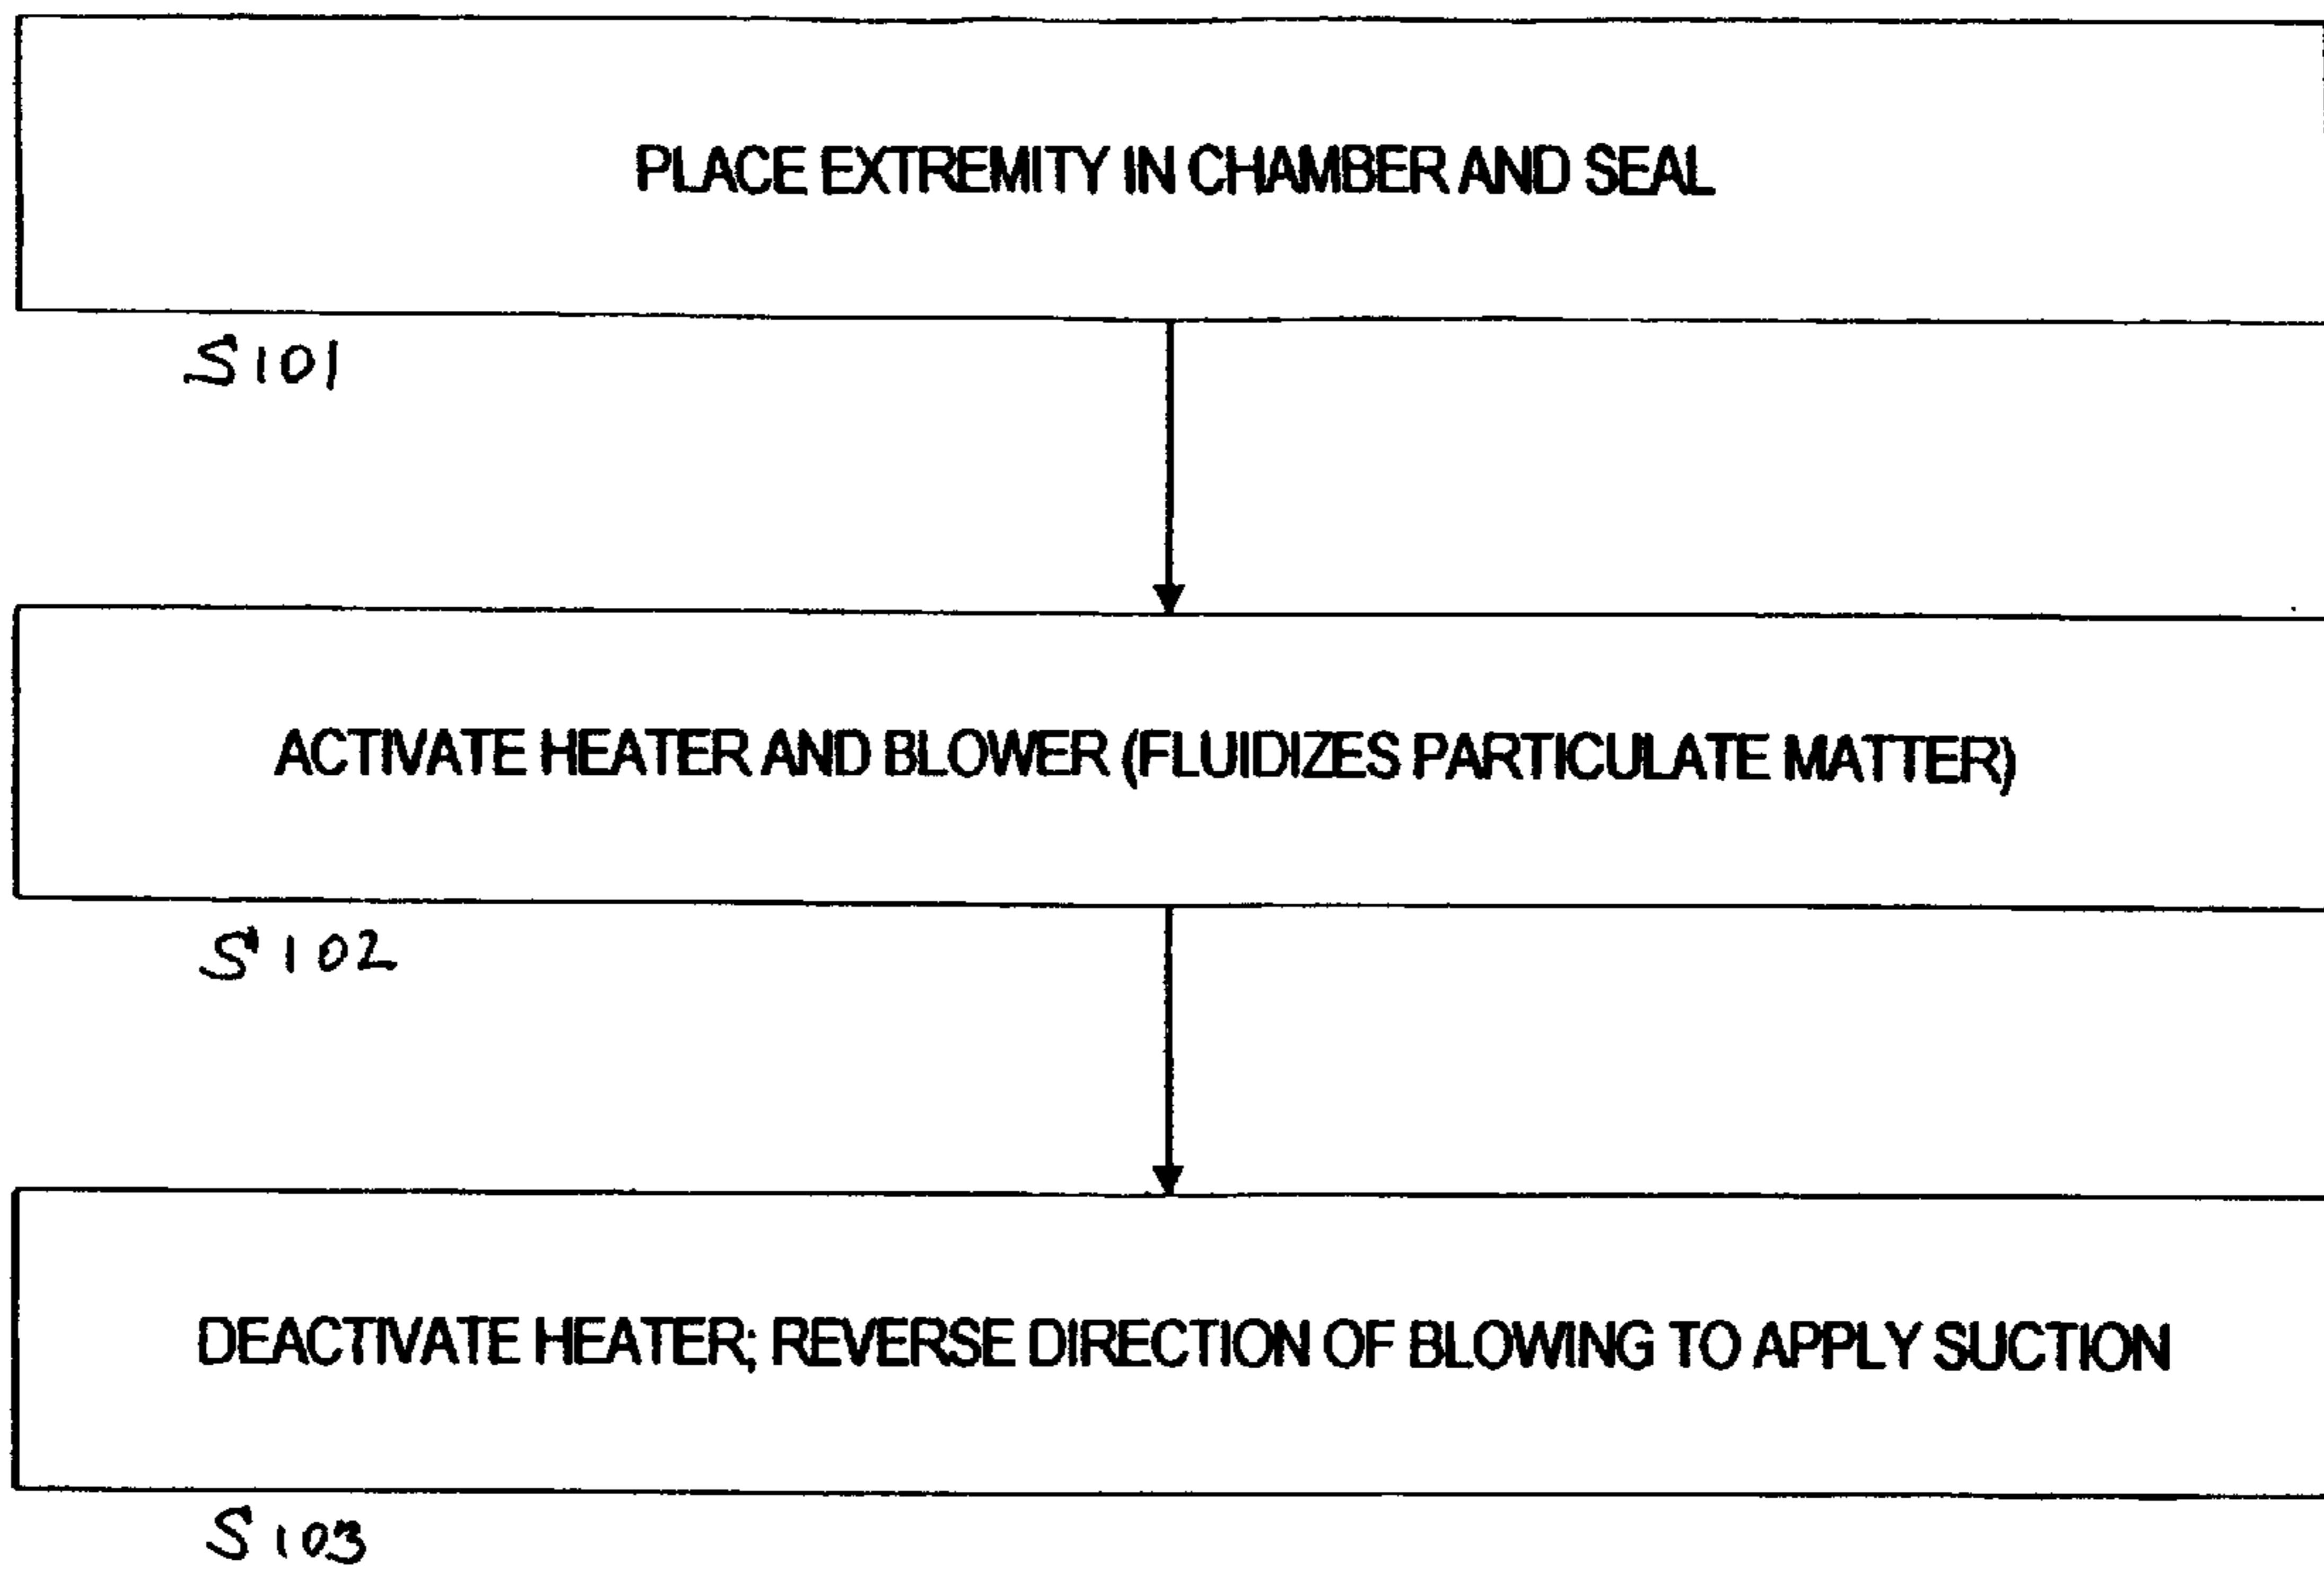 PLACE EXTREMITY IN CHAMBER AND SEAL
S101
ACTIVATE HEATER AND BLOWER (FLUIDIZES PARTICULATE MATTER)
S102
DEACTIVATE HEATER; REVERSE DIRECTION OF BLOWING TO APPLY SUCTION
S103